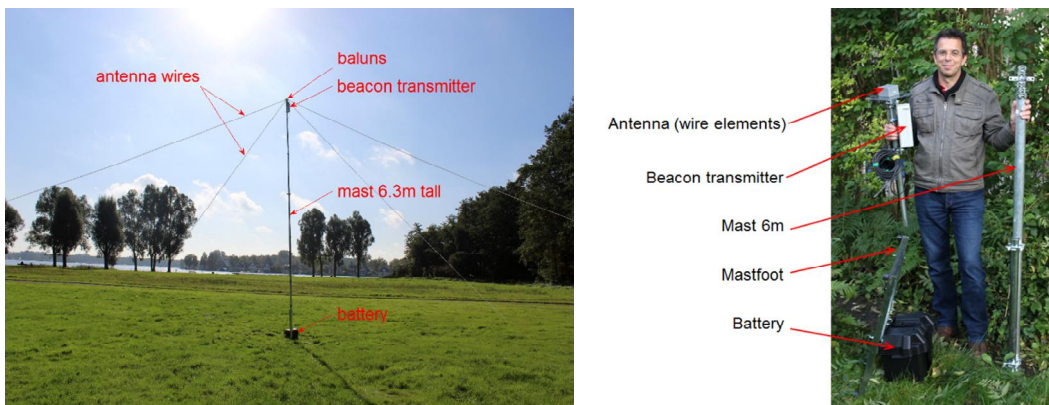 baluns
antenna wires
beacon transmitter
mast 6.3m tall
battery
Antenna (wire elements)
Beacon transmitter
Mast 6m
Mastfoot
Battery